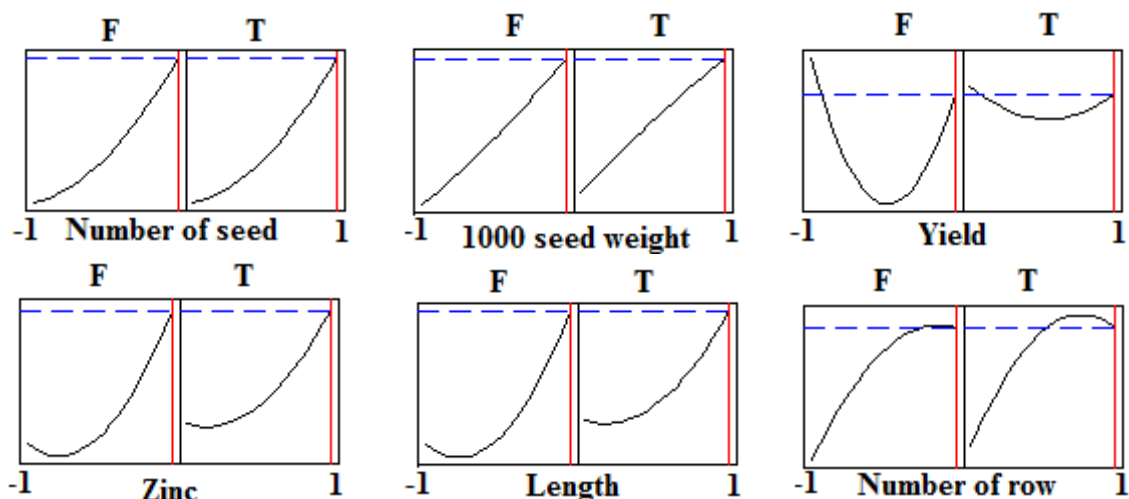 F T
F T
F T
-1 Number of seed 1
-1 1000 seed weight 1
-1 Yield 1
F T
F T
F T
-1 Zinc 1
-1 Length 1
-1 Number of row 1